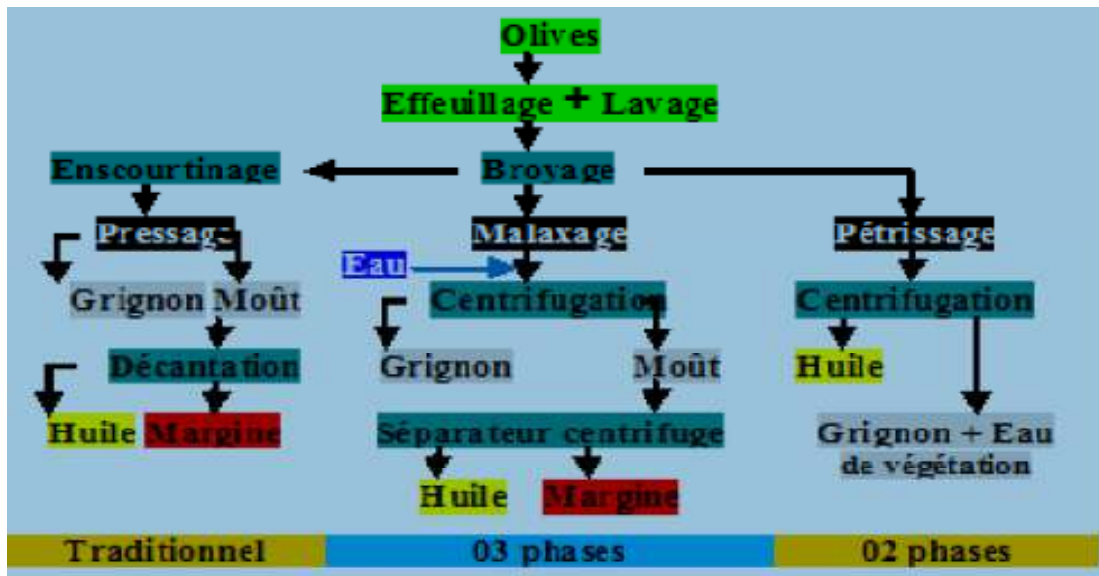 Olives
Effeuillage + Lavage
Enscourtinage Broyage
Pressage Malaxage Pétrissage
Eau
Grignon Moût Centrifugation Centrifugation
Décantation Grignon Moût Huile
Huile Margine Séparateur centrifuge Grignon + Eau
de végétation
Huile Margine
Traditionnel 03 phases 02 phases